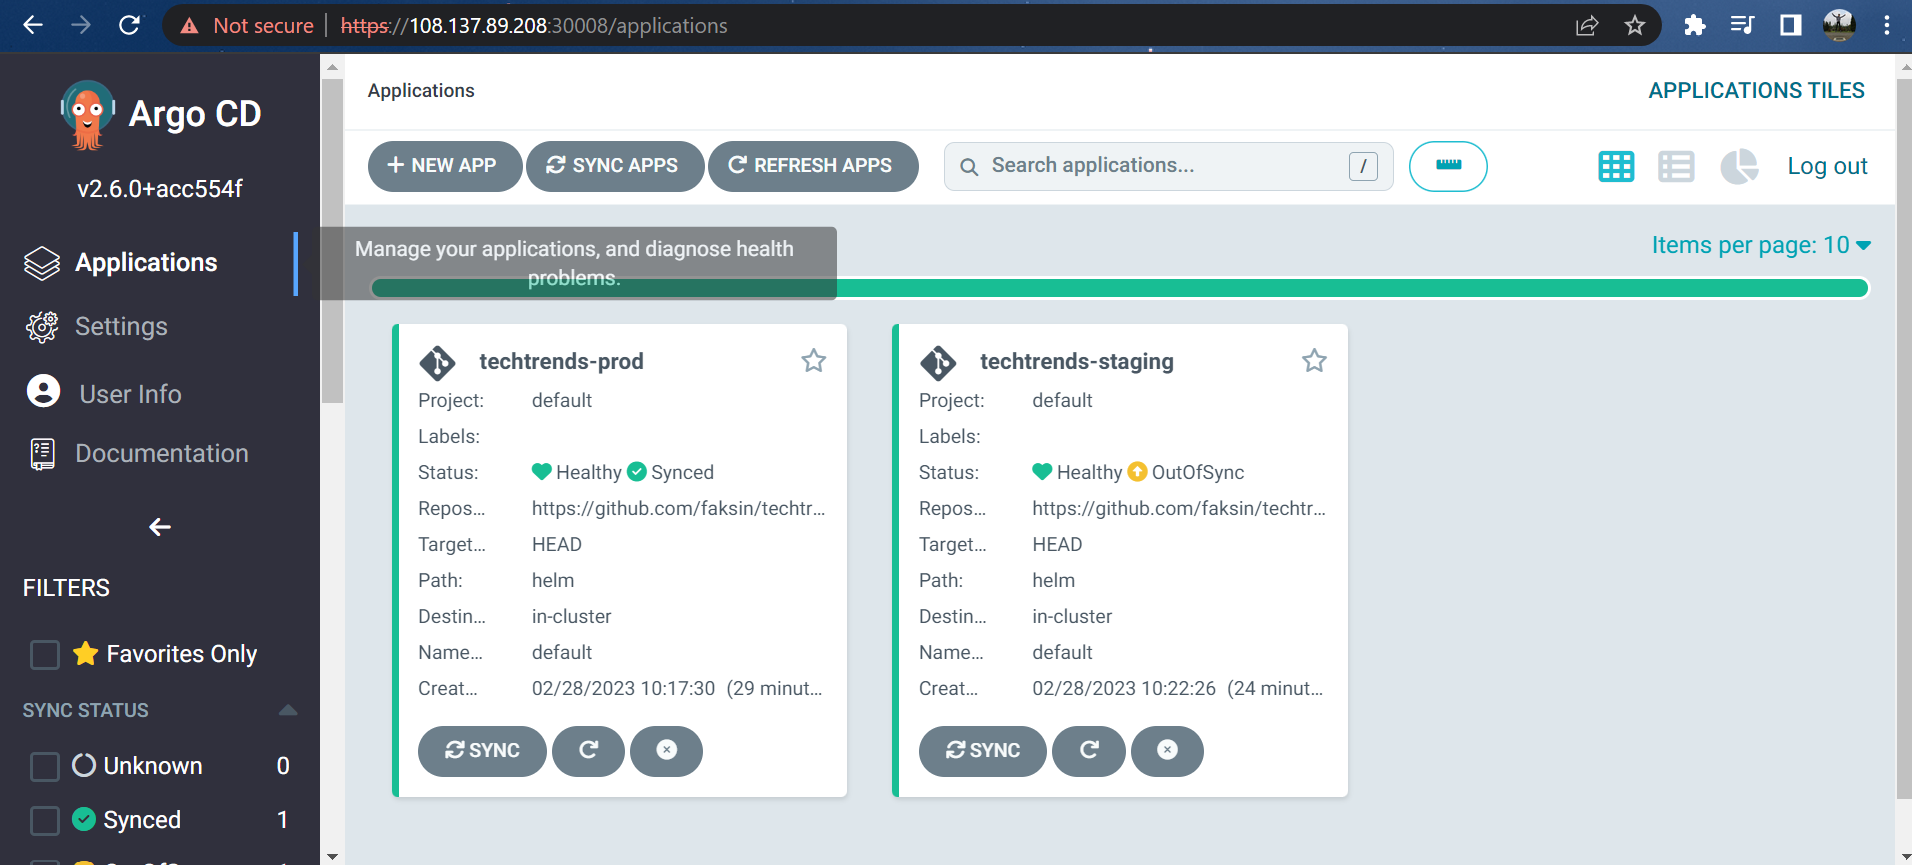 Not secure https://108.137.89.208:30008/applications
Argo CD
v2.6.0+acc554f
Applications
Settings
User Info
Documentation
FILTERS
Favorites Only
SYNC STATUS
Unknown 0
Synced 1
Applications
APPLICATIONS TILES
NEW APP
SYNC APPS
REFRESH APPS
Search applications...
/
Log out
Manage your applications, and diagnose health
problems.
Items per page: 10
techtrends-prod
Project: default
Labels:
Status: Healthy Synced
Repos... https://github.com/faksin/techtr...
Target... HEAD
Path: helm
Destin... in-cluster
Name... default
Creat... 02/28/2023 10:17:30 (29 minut...
SYNC
techtrends-staging
Project: default
Labels:
Status: Healthy OutOfSync
Repos... https://github.com/faksin/techtr...
Target... HEAD
Path: helm
Destin... in-cluster
Name... default
Creat... 02/28/2023 10:22:26 (24 minut...
SYNC